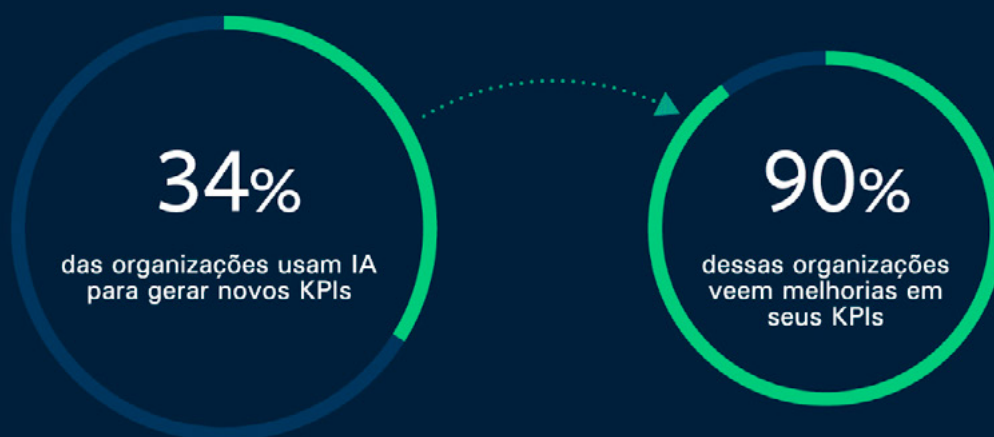 34%
das organizações usam IA
para gerar novos KPIs
90%
dessas organizações
veem melhorias em
seus KPIs